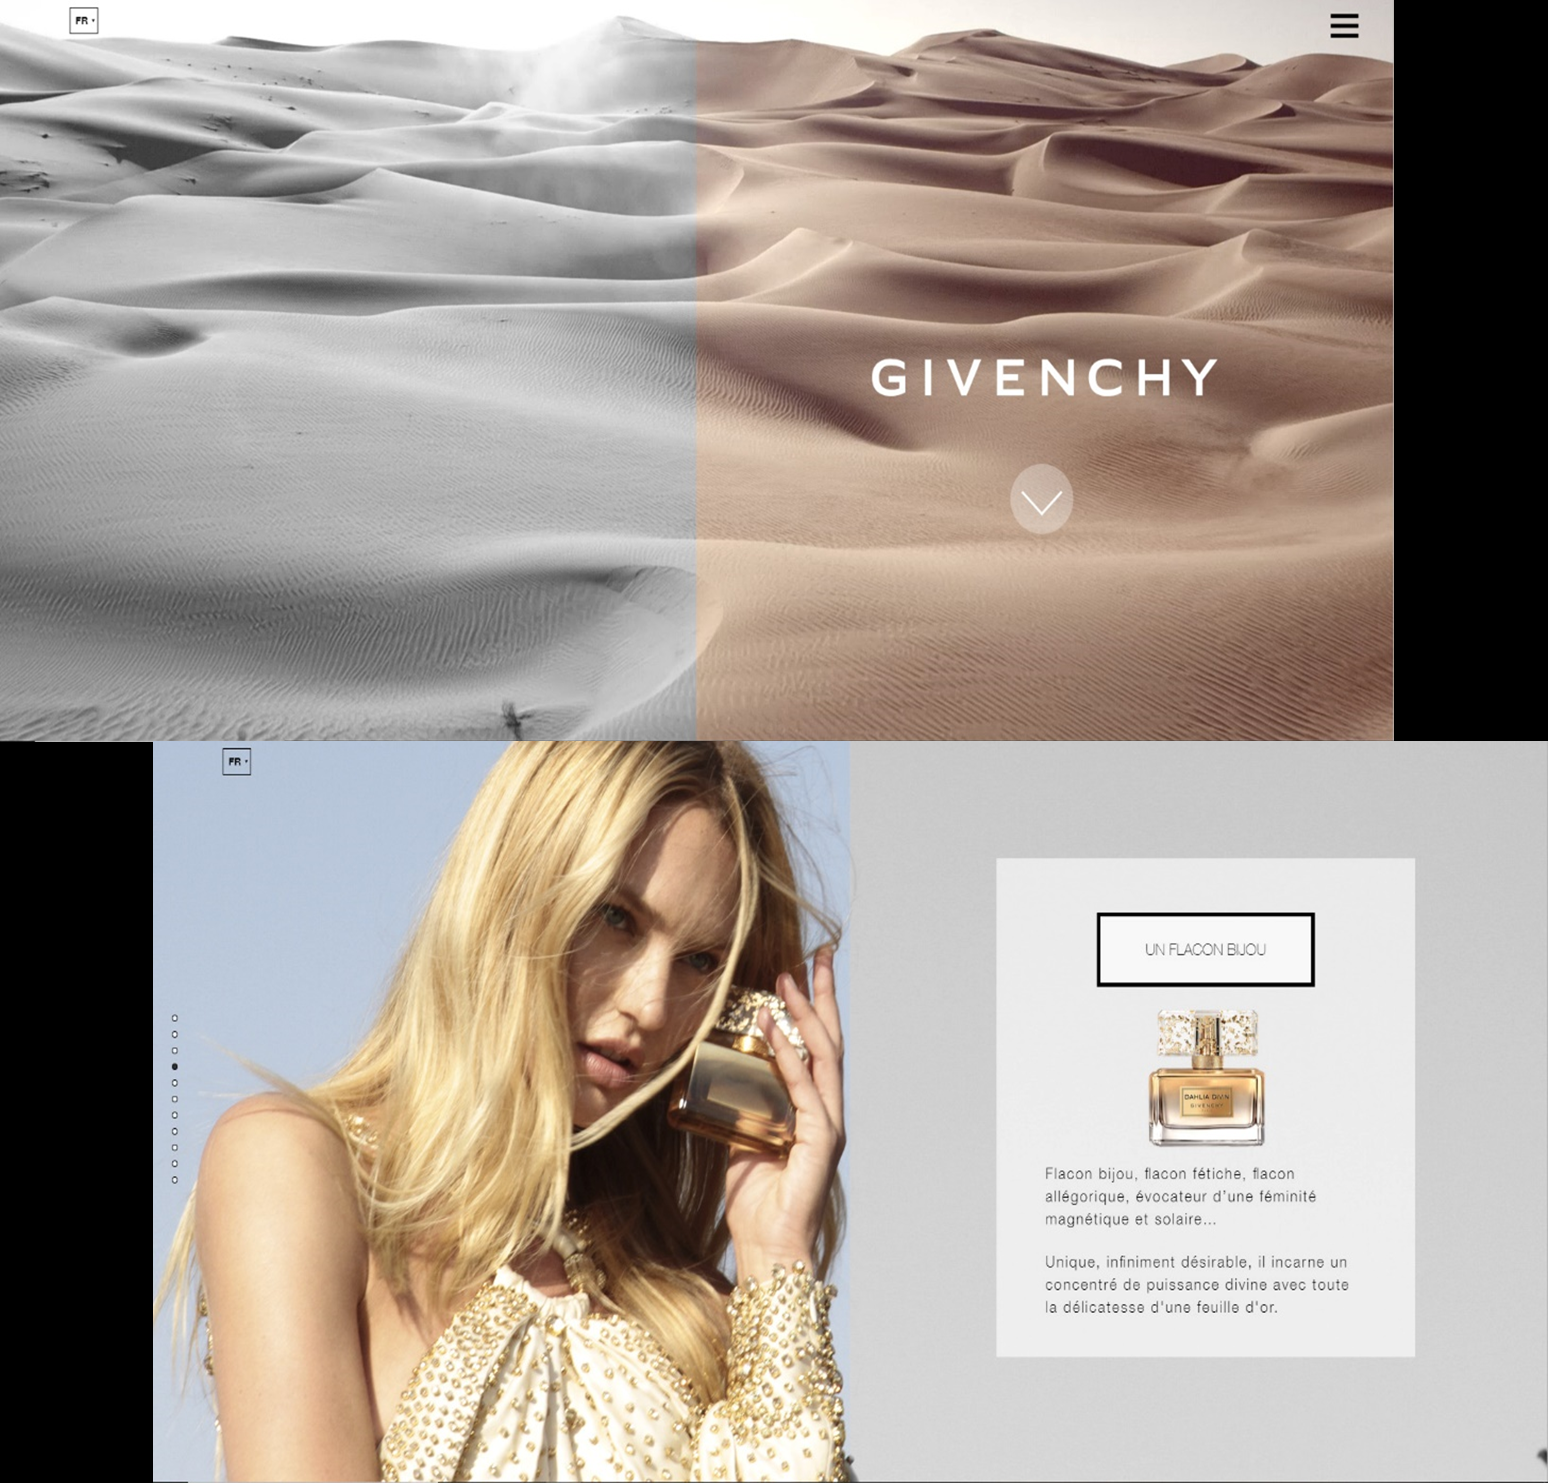 FR
GIVENCHY
FR
UN FLACON BIJOU
DAHLIA DIVIN
GIVENCHY
Flacon bijou, flacon fétiche, flacon
allégorique, évocateur d'une féminité
magnétique et solaire...
Unique, infiniment désirable, il incarne un
concentré de puissance divine avec toute
la délicatesse d'une feuille d'or.